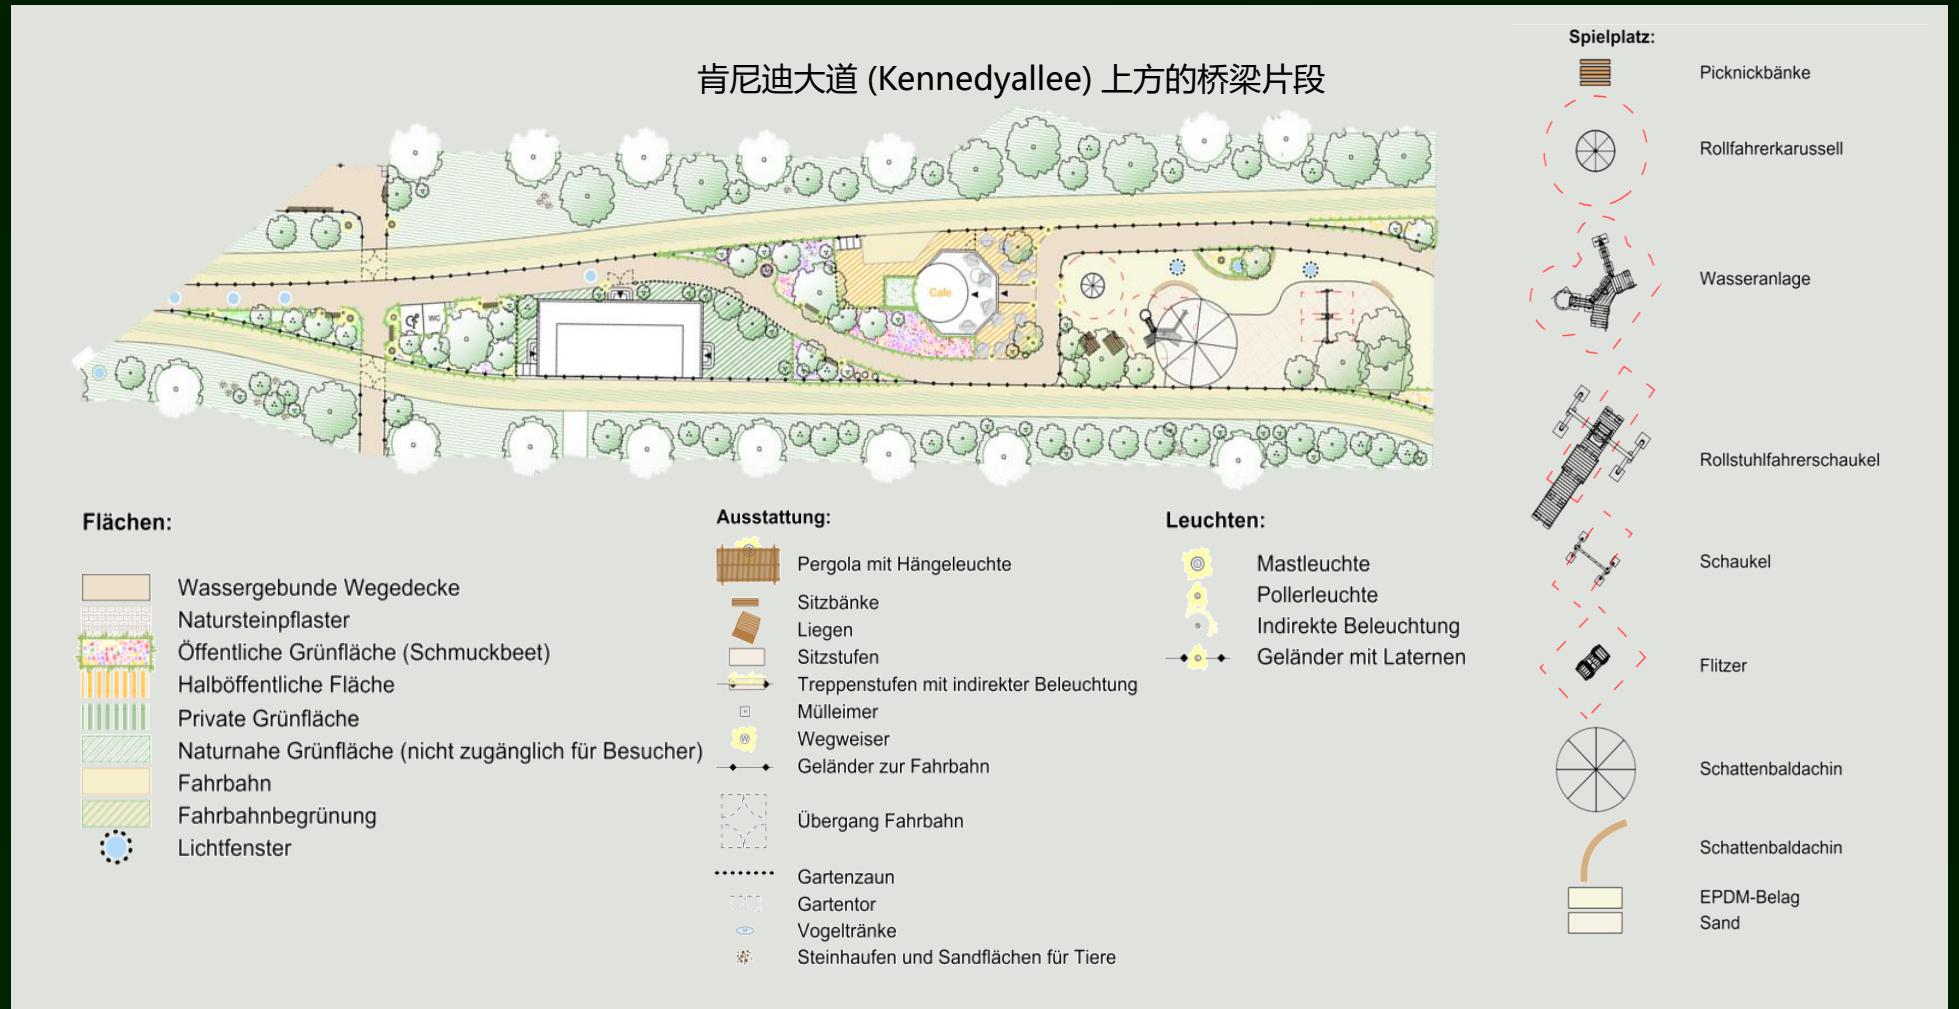 肯尼迪大道 (Kennedyallee) 上方的桥梁片段
WC
Cafe
Flächen:
Wassergebunde Wegedecke
Natursteinpflaster
Öffentliche Grünfläche (Schmuckbeet)
Halböffentliche Fläche
Private Grünfläche
Naturnahe Grünfläche (nicht zugänglich für Besucher)
Fahrbahn
Fahrbahnbegrünung
Lichtfenster
Ausstattung:
Pergola mit Hängeleuchte
Sitzbänke
Liegen
Sitzstufen
Treppenstufen mit indirekter Beleuchtung
Mülleimer
W
Wegweiser
Geländer zur Fahrbahn
Übergang Fahrbahn
Gartenzaun
Gartentor
Vogeltränke
Steinhaufen und Sandflächen für Tiere
Leuchten:
Mastleuchte
Pollerleuchte
Indirekte Beleuchtung
Geländer mit Laternen
Spielplatz:
Picknickbänke
Rollfahrerkarussell
Wasseranlage
Rollstuhlfahrerschaukel
Schaukel
Flitzer
Schattenbaldachin
Schattenbaldachin
EPDM-Belag
Sand